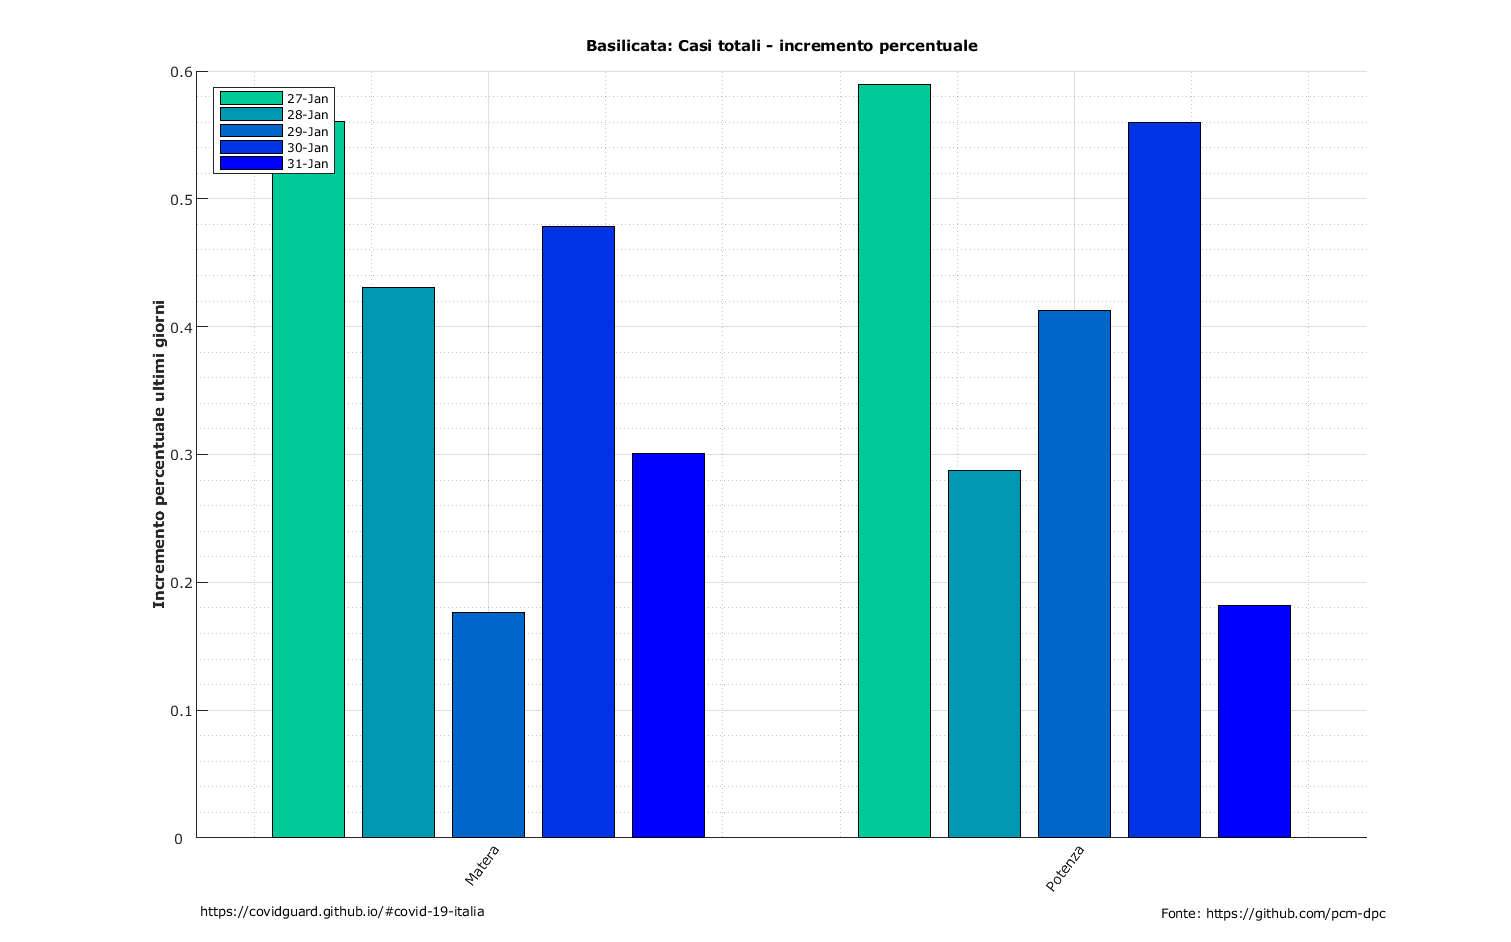 Basilicata: Casi totali - incremento percentuale
Incremento percentuale ultimi giorni
0.6
0.5
0.4
0.3
0.2
0.1
0
27-Jan
28-Jan
29-Jan
30-Jan
31-Jan
Matera
Potenza
https://covidguard.github.io/#covid-19-italia
Fonte: https://github.com/pcm-dpc